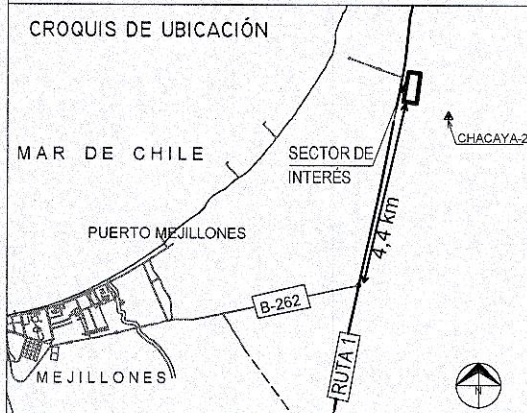 CROQUIS DE UBICACIÓN
MAR DE CHILE
SECTOR DE
INTERÉS
CHACAYA-2
PUERTO MEJILLONES
4,4 km
B-262
MEJILLONES
RUTA 1
N